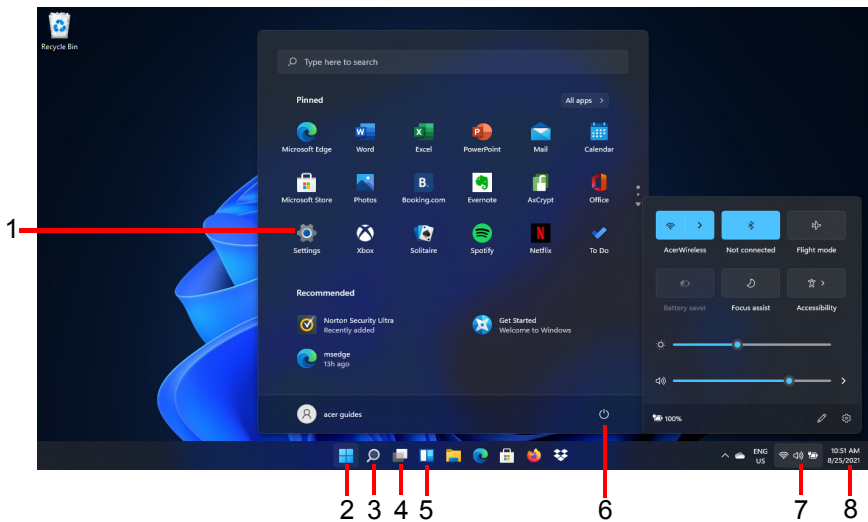 Recycle Bin
Type here to search
Pinned
All apps >
Microsoft Edge
Word
Excel
PowerPoint
Mail
Calendar
Microsoft Store
Photos
B.
Booking.com
Evernote
AxCrypt
Office
Settings
Xbox
Solitaire
Spotify
Netflix
To Do
Recommended
Norton Security Ultra
Recently added
Get Started
Welcome to Windows
msedge
13h ago
acer guides
AcerWireless
Not connected
Flight mode
Battery saver
Focus assist
Accessibility
100%
ENG
US
10:51 AM
8/25/2021
1
2
3
4
5
6
7
8